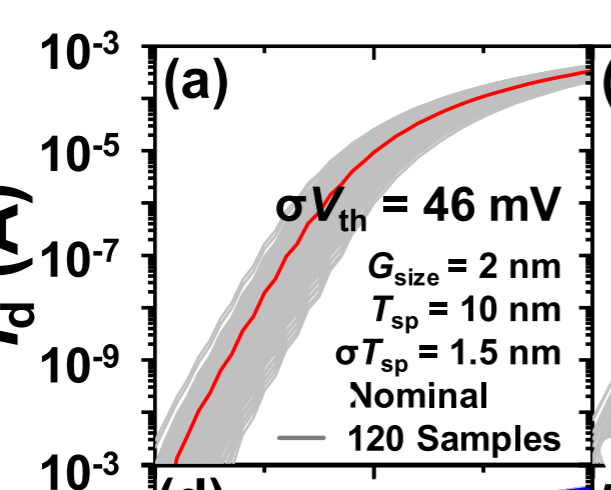 10-3
(a)
10-5
σVth = 46 mV
10-7
Gsize = 2 nm
Tsp = 10 nm
10-9
σTsp = 1.5 nm
Nominal
120 Samples
10-3
(d)
d (A)